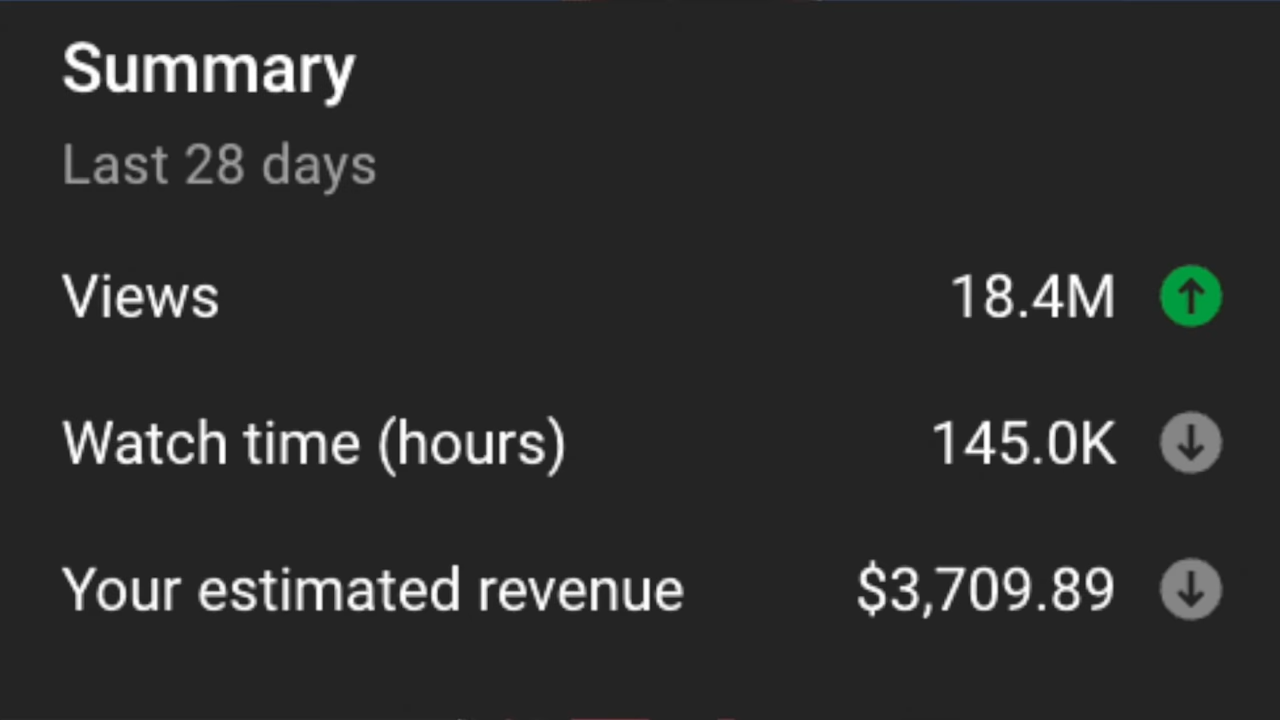 Summary
Last 28 days
Views 18.4M
Watch time (hours) 145.0K
Your estimated revenue $3,709.89